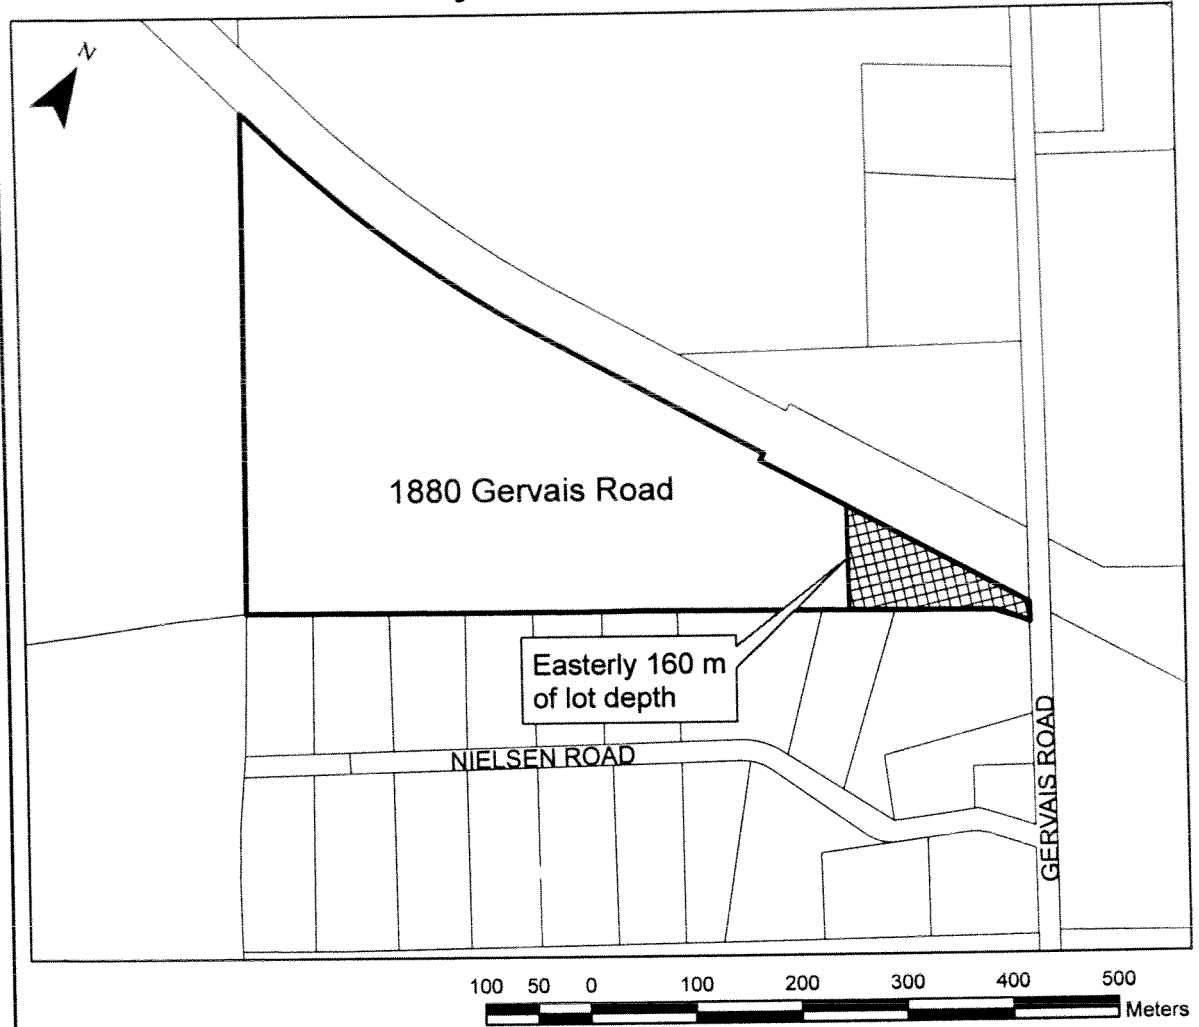 N
1880 Gervais Road
Easterly 160 m
of lot depth
NIELSEN ROAD
GERVAIS ROAD
100 50 0 100 200 300 400 500
Meters